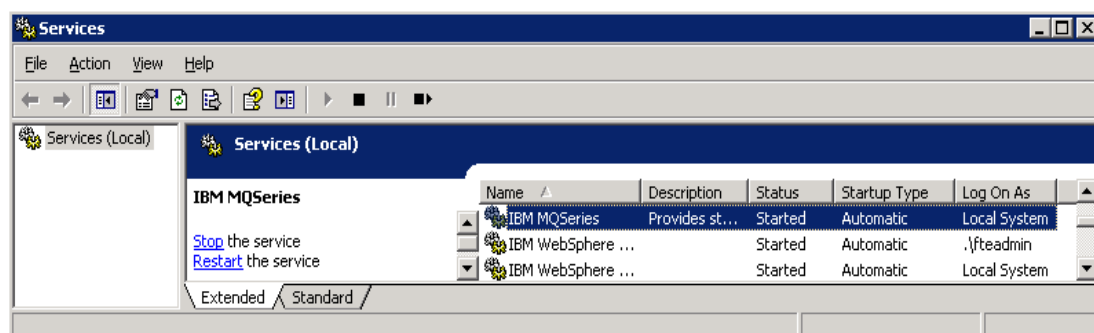 Services
File Action View Help
Services (Local)
Services (Local)
IBM MQSeries
Stop the service
Restart the service
Name Description Status Startup Type Log On As
IBM MQSeries Provides st... Started Automatic Local System
IBM WebSphere ... Started Automatic .\fteadmin
IBM WebSphere ... Started Automatic Local System
Extended Standard